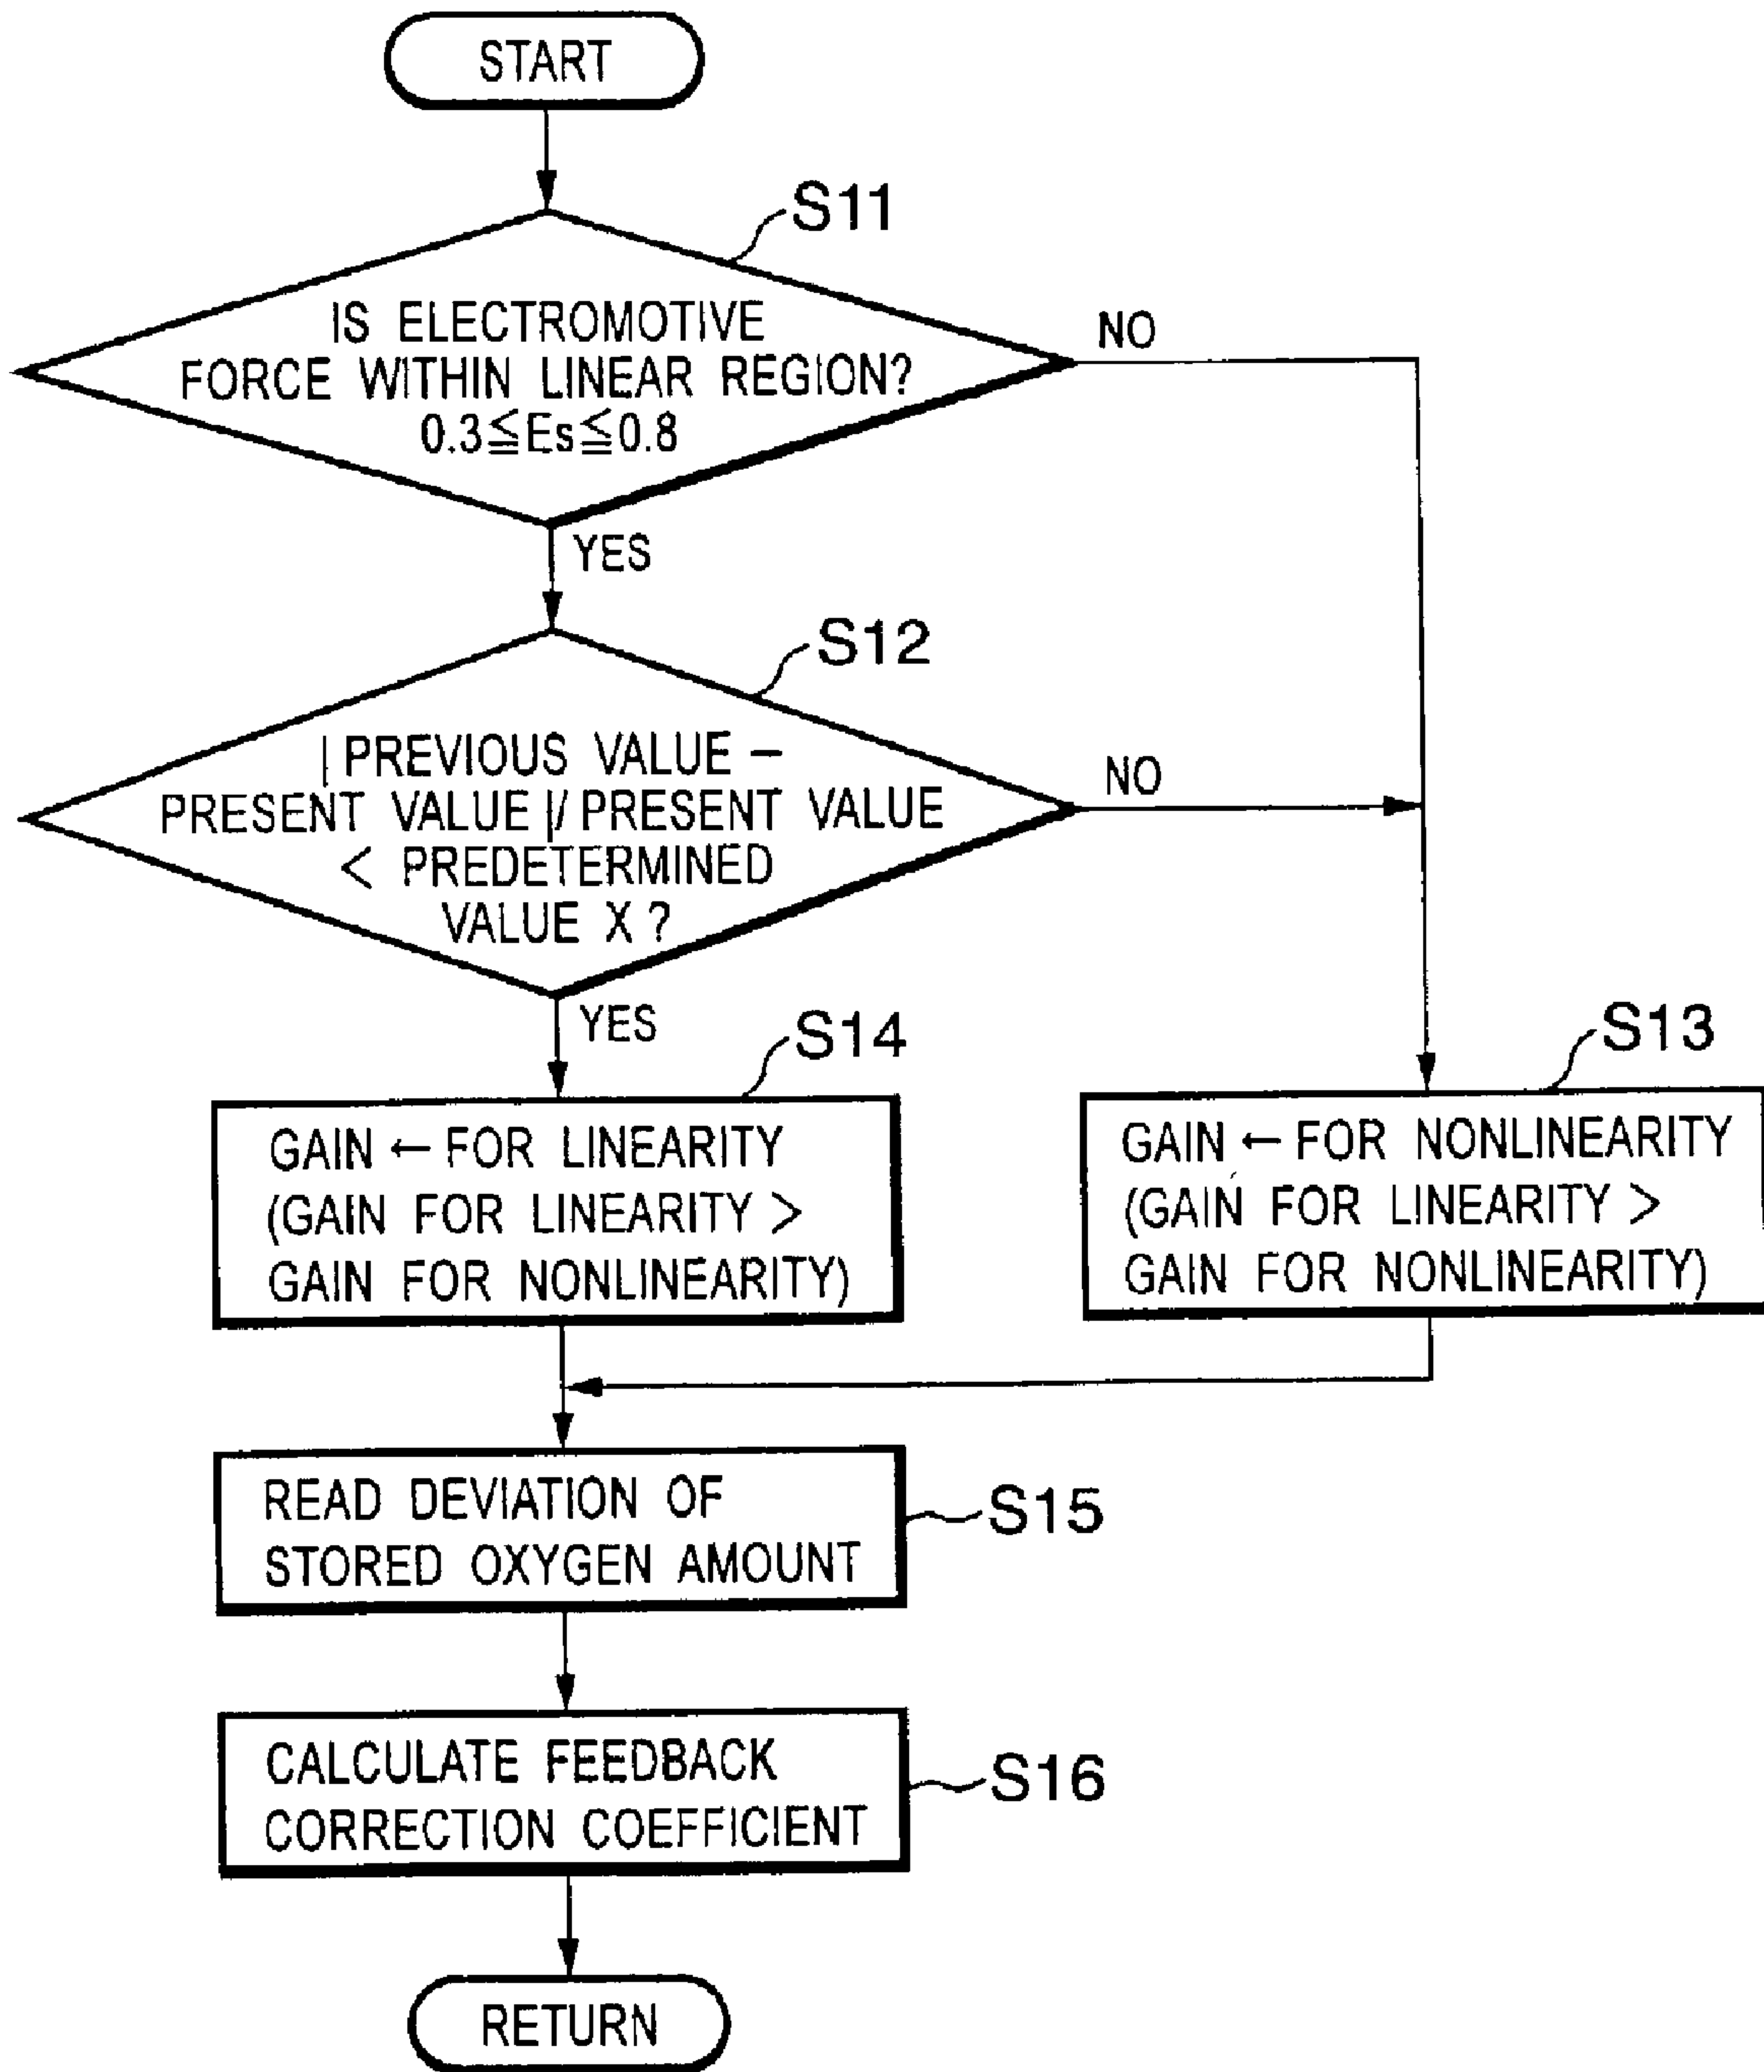 START
S11
IS ELECTROMOTIVE
FORCE WITHIN LINEAR REGION?
0.3≦Es≦0.8
NO
YES
S12
| PREVIOUS VALUE –
PRESENT VALUE |/ PRESENT VALUE
< PREDETERMINED
VALUE X ?
NO
YES
S14
GAIN ← FOR LINEARITY
(GAIN FOR LINEARITY >
GAIN FOR NONLINEARITY)
S13
GAIN ← FOR NONLINEARITY
(GAIN FOR LINEARITY >
GAIN FOR NONLINEARITY)
READ DEVIATION OF
STORED OXYGEN AMOUNT
S15
CALCULATE FEEDBACK
CORRECTION COEFFICIENT
S16
RETURN